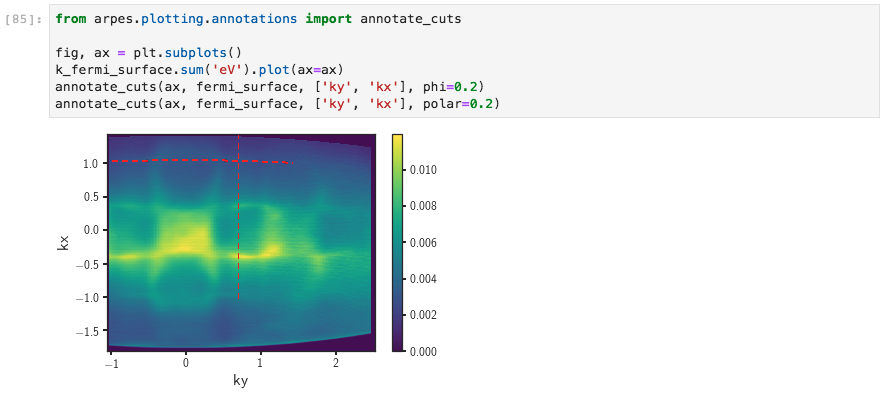 [85]: from arpes.plotting.annotations import annotate_cuts
fig, ax = plt.subplots()
k_fermi_surface.sum('eV').plot(ax=ax)
annotate_cuts(ax, fermi_surface, ['ky', 'kx'], phi=0.2)
annotate_cuts(ax, fermi_surface, ['ky', 'kx'], polar=0.2)
1.0
0.5
0.0
−0.5
−1.0
−1.5
kx
−1 0 1 2
ky
0.010
0.008
0.006
0.004
0.002
0.000